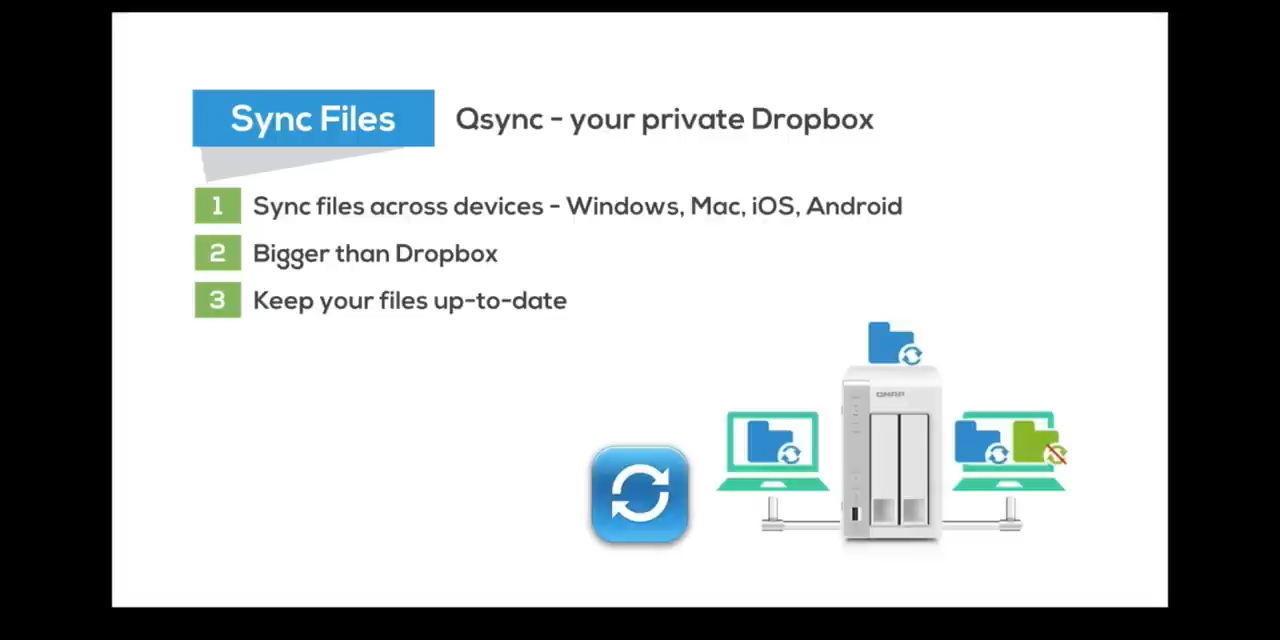 Sync Files
Qsync - your private Dropbox
1 Sync files across devices - Windows, Mac, iOS, Android
2 Bigger than Dropbox
3 Keep your files up-to-date
QNAP